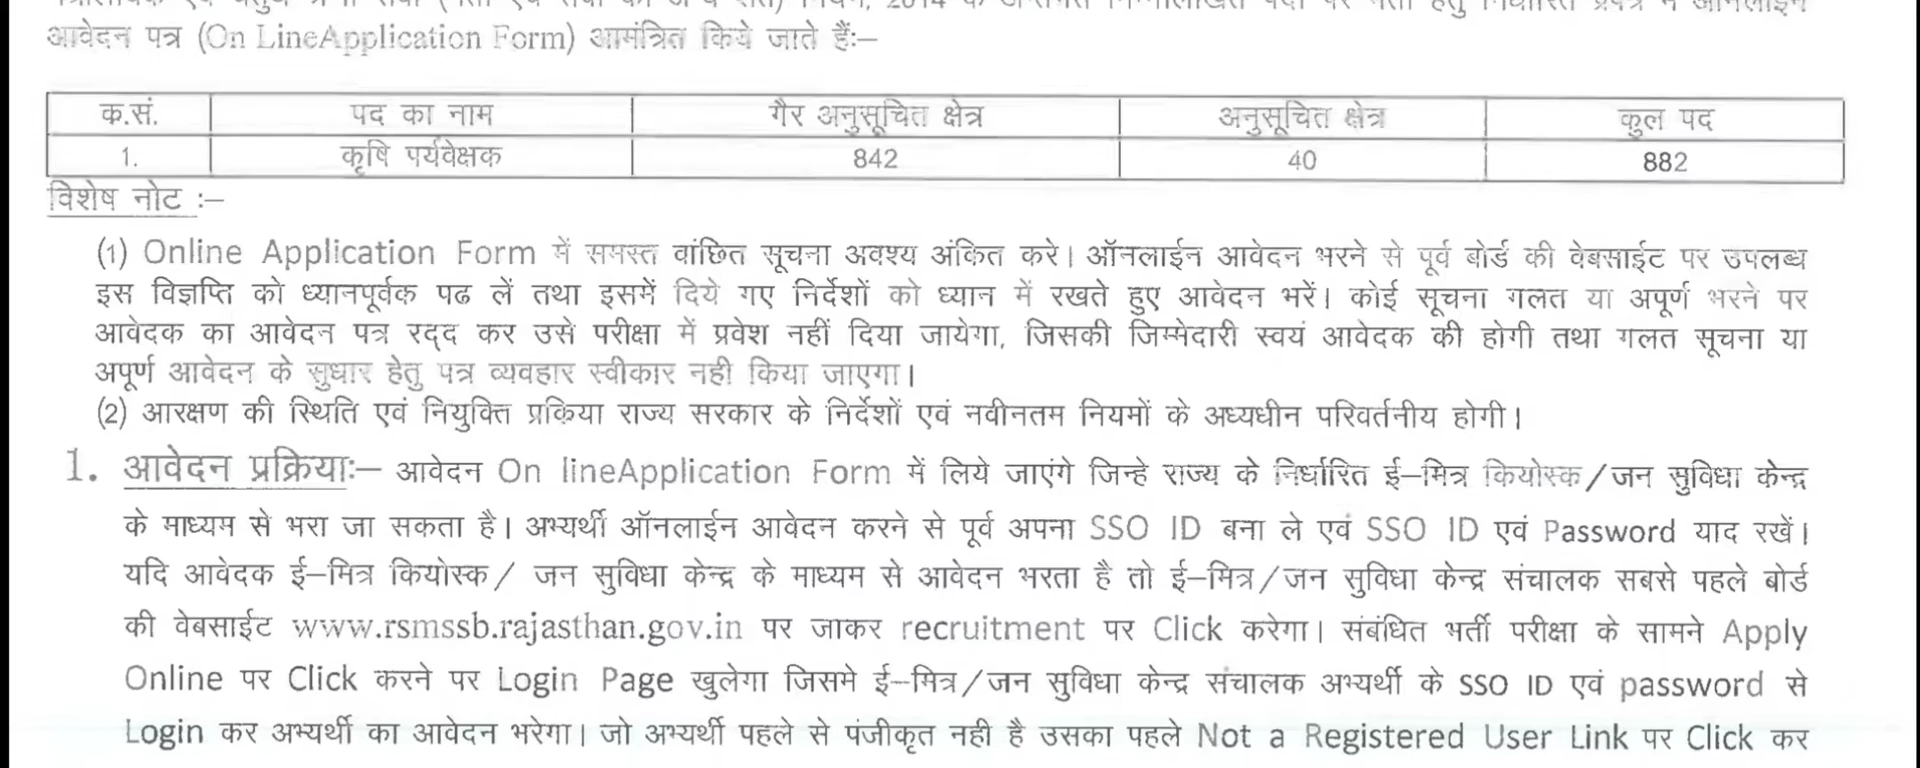 आवेदन पत्र (On LineApplication Form) आमंत्रित किये जाते हैं:–
क.सं. पद का नाम गैर अनुसूचित क्षेत्र अनुसूचित क्षेत्र कुल पद
1. कृषि पर्यवेक्षक 842 40 882
विशेष नोट :–
(1) Online Application Form में समस्त वांछित सूचना अवश्य अंकित करे। ऑनलाईन आवेदन भरने से पूर्व बोर्ड की वेबसाईट पर उपलब्ध
इस विज्ञप्ति को ध्यानपूर्वक पढ लें तथा इसमें दिये गए निर्देशों को ध्यान में रखते हुए आवेदन भरें। कोई सूचना गलत या अपूर्ण भरने पर
आवेदक का आवेदन पत्र रद्द कर उसे परीक्षा में प्रवेश नहीं दिया जायेगा, जिसकी जिम्मेदारी स्वयं आवेदक की होगी तथा गलत सूचना या
अपूर्ण आवेदन के सुधार हेतु पत्र व्यवहार स्वीकार नही किया जाएगा।
(2) आरक्षण की स्थिति एवं नियुक्ति प्रकिया राज्य सरकार के निर्देशों एवं नवीनतम नियमों के अध्यधीन परिवर्तनीय होगी।
1. आवेदन प्रक्रियाः– आवेदन On lineApplication Form में लिये जाएंगे जिन्हे राज्य के निर्धारित ई–मित्र कियोस्क/जन सुविधा केन्द्र
के माध्यम से भरा जा सकता है। अभ्यर्थी ऑनलाईन आवेदन करने से पूर्व अपना SSO ID बना ले एवं SSO ID एवं Password याद रखें।
यदि आवेदक ई–मित्र कियोस्क/ जन सुविधा केन्द्र के माध्यम से आवेदन भरता है तो ई–मित्र/जन सुविधा केन्द्र संचालक सबसे पहले बोर्ड
की वेबसाईट www.rsmssb.rajasthan.gov.in पर जाकर recruitment पर Click करेगा। संबंधित भर्ती परीक्षा के सामने Apply
Online पर Click करने पर Login Page खुलेगा जिसमे ई–मित्र/जन सुविधा केन्द्र संचालक अभ्यर्थी के SSO ID एवं password से
Login कर अभ्यर्थी का आवेदन भरेगा। जो अभ्यर्थी पहले से पंजीकृत नही है उसका पहले Not a Registered User Link पर Click कर